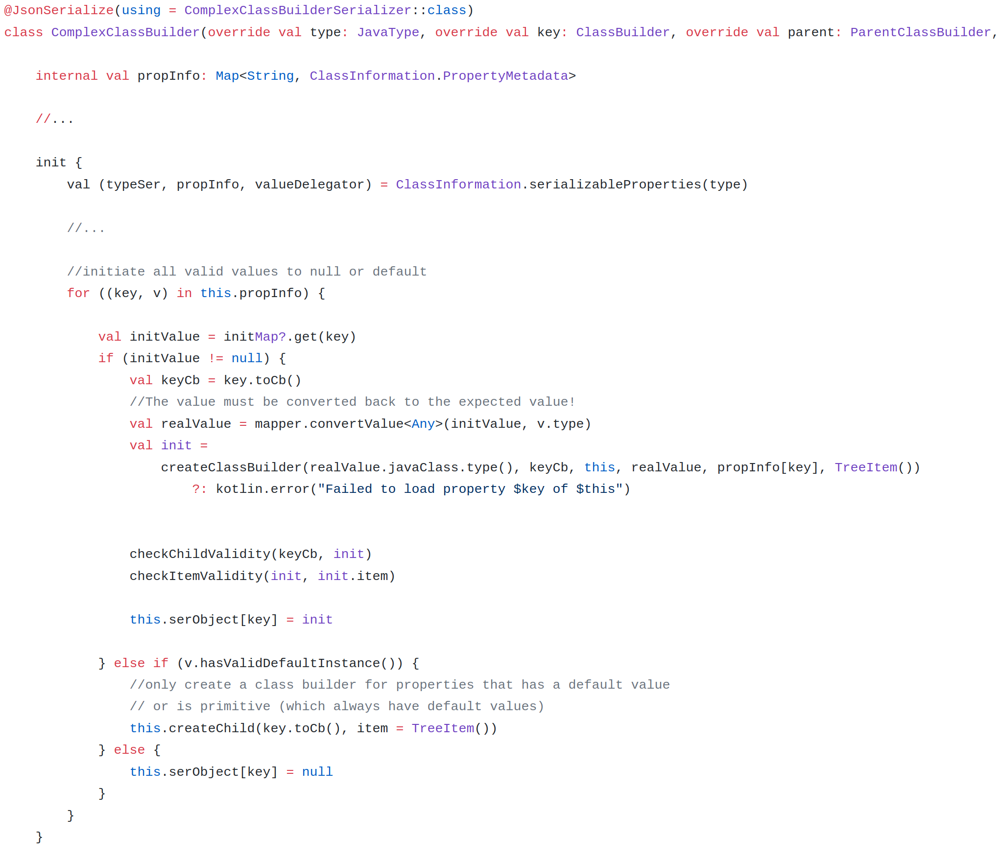 @JsonSerialize(using = ComplexClassBuilderSerializer::class)
class ComplexClassBuilder(override val type: JavaType, override val key: ClassBuilder, override val parent: ParentClassBuilder,
    internal val propInfo: Map<String, ClassInformation.PropertyMetadata>
    //...
    init {
        val (typeSer, propInfo, valueDelegator) = ClassInformation.serializableProperties(type)
        //...
        //initiate all valid values to null or default
        for ((key, v) in this.propInfo) {
            val initValue = initMap?.get(key)
            if (initValue != null) {
                val keyCb = key.toCb()
                //The value must be converted back to the expected value!
                val realValue = mapper.convertValue<Any>(initValue, v.type)
                val init =
                    createClassBuilder(realValue.javaClass.type(), keyCb, this, realValue, propInfo[key], TreeItem())
                        ?: kotlin.error("Failed to load property $key of $this")
                checkChildValidity(keyCb, init)
                checkItemValidity(init, init.item)
                this.serObject[key] = init
            } else if (v.hasValidDefaultInstance()) {
                //only create a class builder for properties that has a default value
                // or is primitive (which always have default values)
                this.createChild(key.toCb(), item = TreeItem())
            } else {
                this.serObject[key] = null
            }
        }
    }